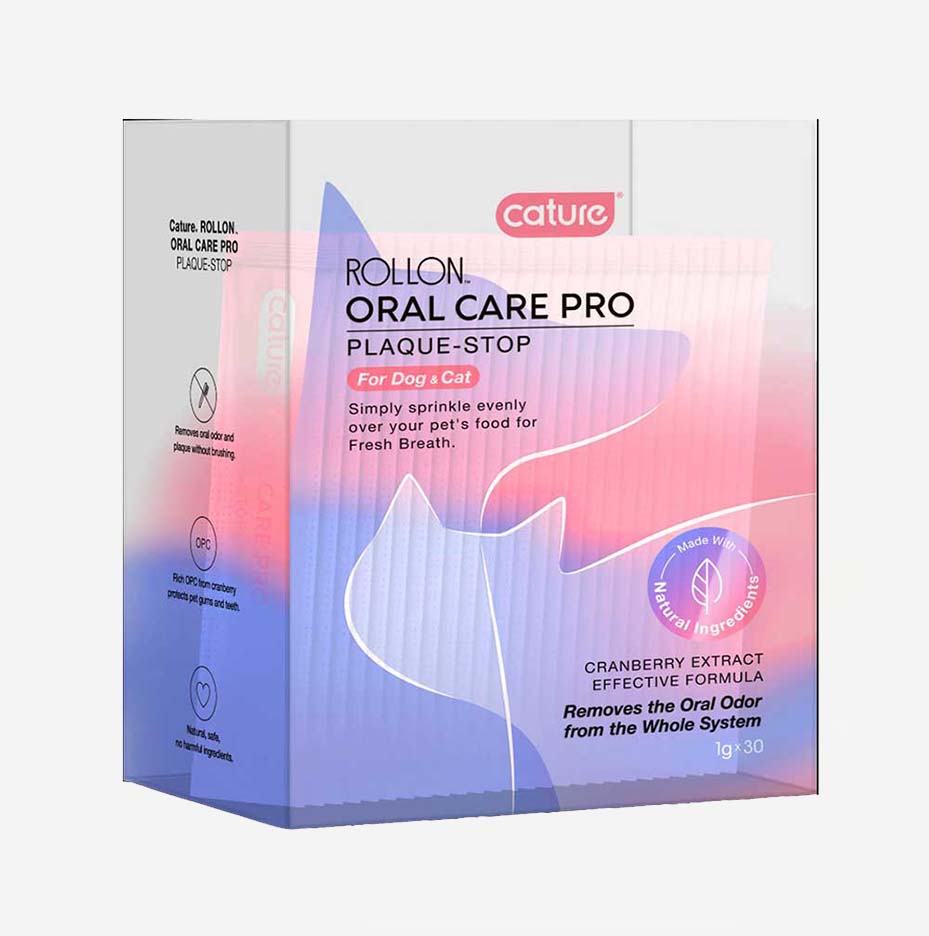 cature®
ROLLON™
ORAL CARE PRO
PLAQUE-STOP
For Dog & Cat
Simply sprinkle evenly
over your pet's food for
Fresh Breath.
Made With
Natural Ingredients
CRANBERRY EXTRACT
EFFECTIVE FORMULA
Removes the Oral Odor
from the Whole System
1g×30
Cature. ROLLON.
ORAL CARE PRO
PLAQUE-STOP
Removes oral odor and
plaque without brushing.
OPC
Rich OPC from cranberry
protects pet gums and teeth.
Natural, safe,
no harmful ingredients.
cature
CARE PRO